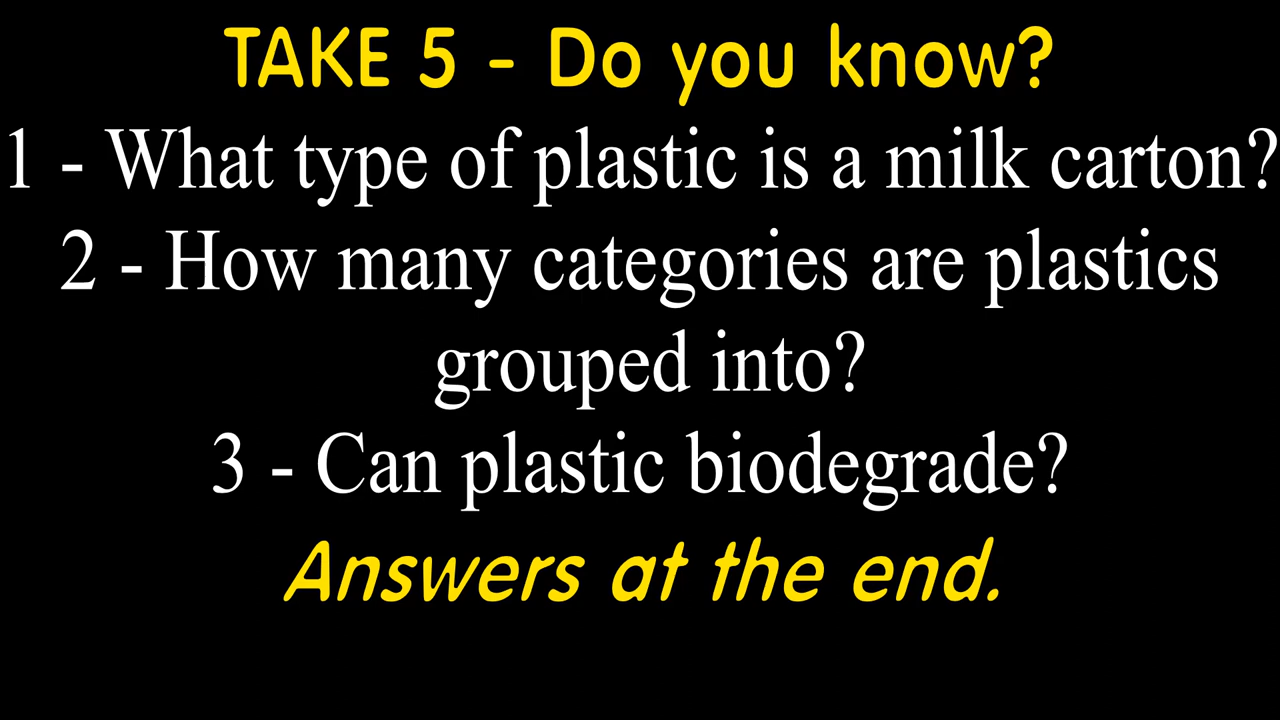 TAKE 5 - Do you know?
1 - What type of plastic is a milk carton?
2 - How many categories are plastics
grouped into?
3 - Can plastic biodegrade?
Answers at the end.